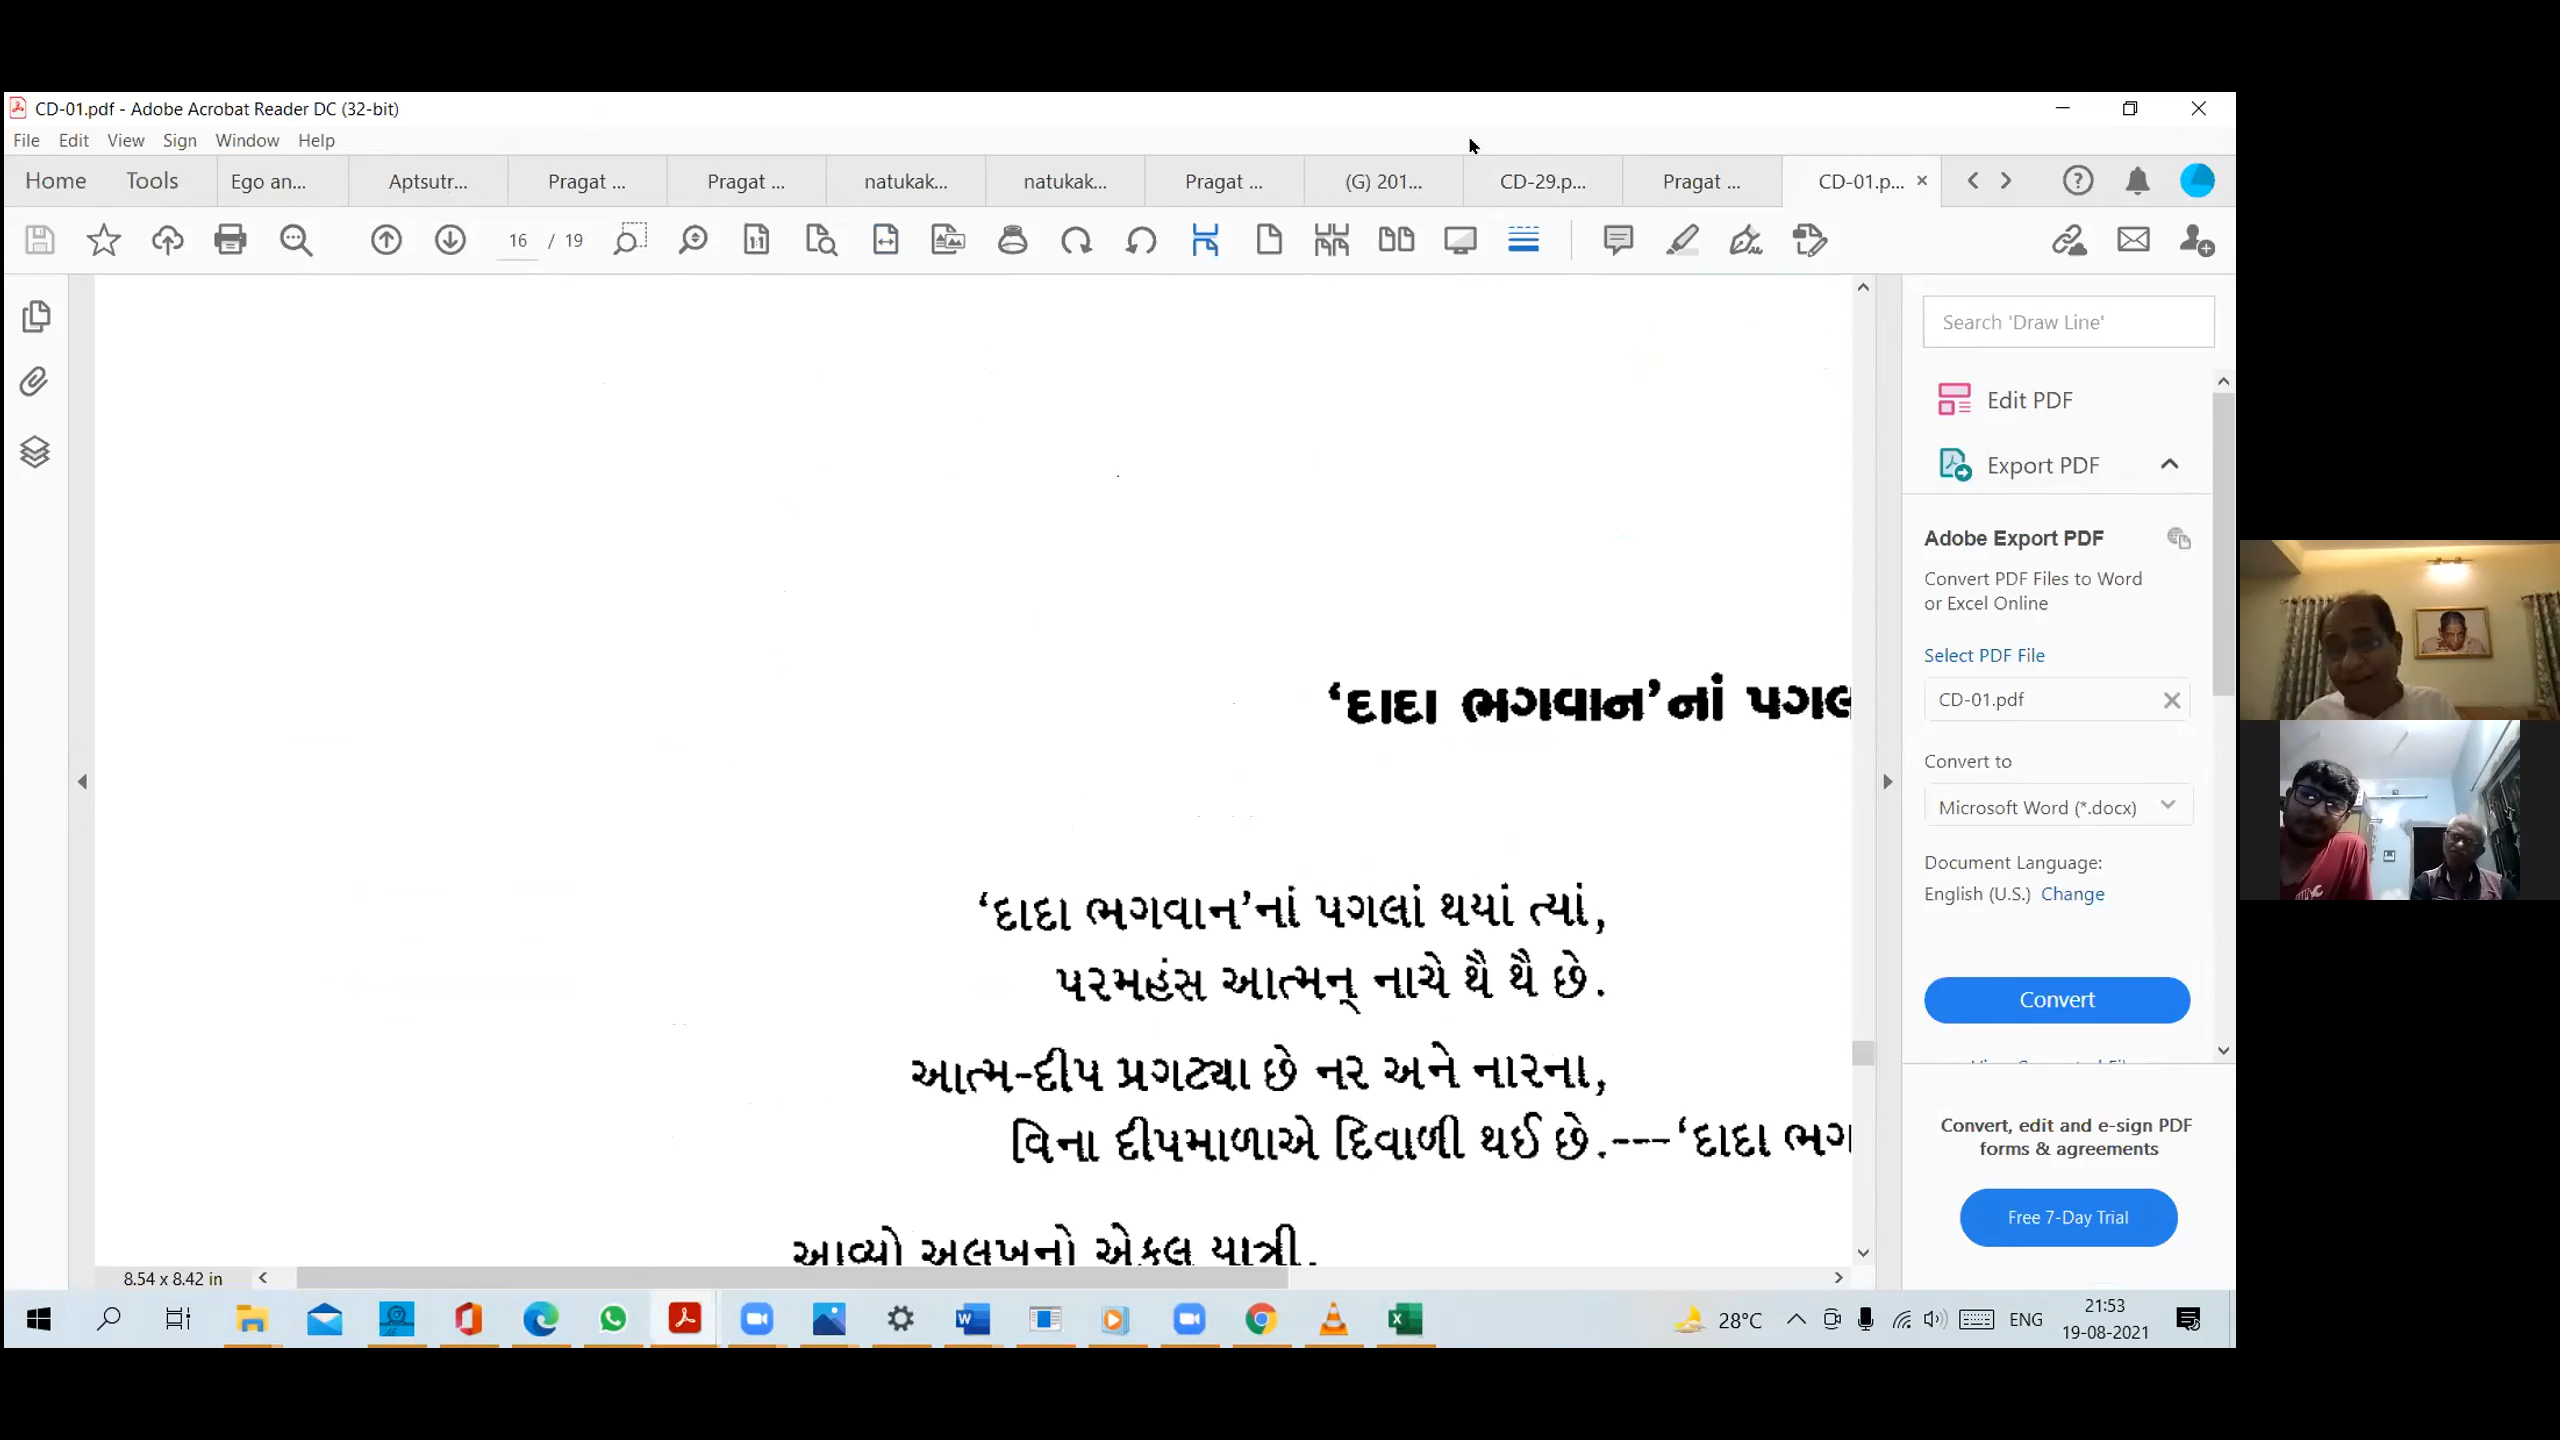 CD-01.pdf - Adobe Acrobat Reader DC (32-bit)
File Edit View Sign Window Help
Home Tools Ego an... Aptsutr... Pragat ... Pragat ... natukak... natukak... Pragat ... (G) 201... CD-29.p... Pragat ... CD-01.p...
16 / 19
Search 'Draw Line'
Edit PDF
Export PDF
Adobe Export PDF
Convert PDF Files to Word
or Excel Online
Select PDF File
CD-01.pdf
Convert to
Microsoft Word (*.docx)
Document Language:
English (U.S.) Change
Convert
Convert, edit and e-sign PDF
forms & agreements
Free 7-Day Trial
‘દાદા ભગવાન’નાં પગલ
‘દાદા ભગવાન’નાં પગલાં થયાં ત્યાં,
પરમહંસ આત્મન્ નાચે થૈ થૈ છે.
આત્મ-દીપ પ્રગટ્યા છે નર અને નારના,
વિના દીપમાળાએ દિવાળી થઈ છે.---‘દાદા ભગ
આવ્યો અલખનો એકલ યાત્રી,
8.54 x 8.42 in
28°C ENG 21:53
19-08-2021